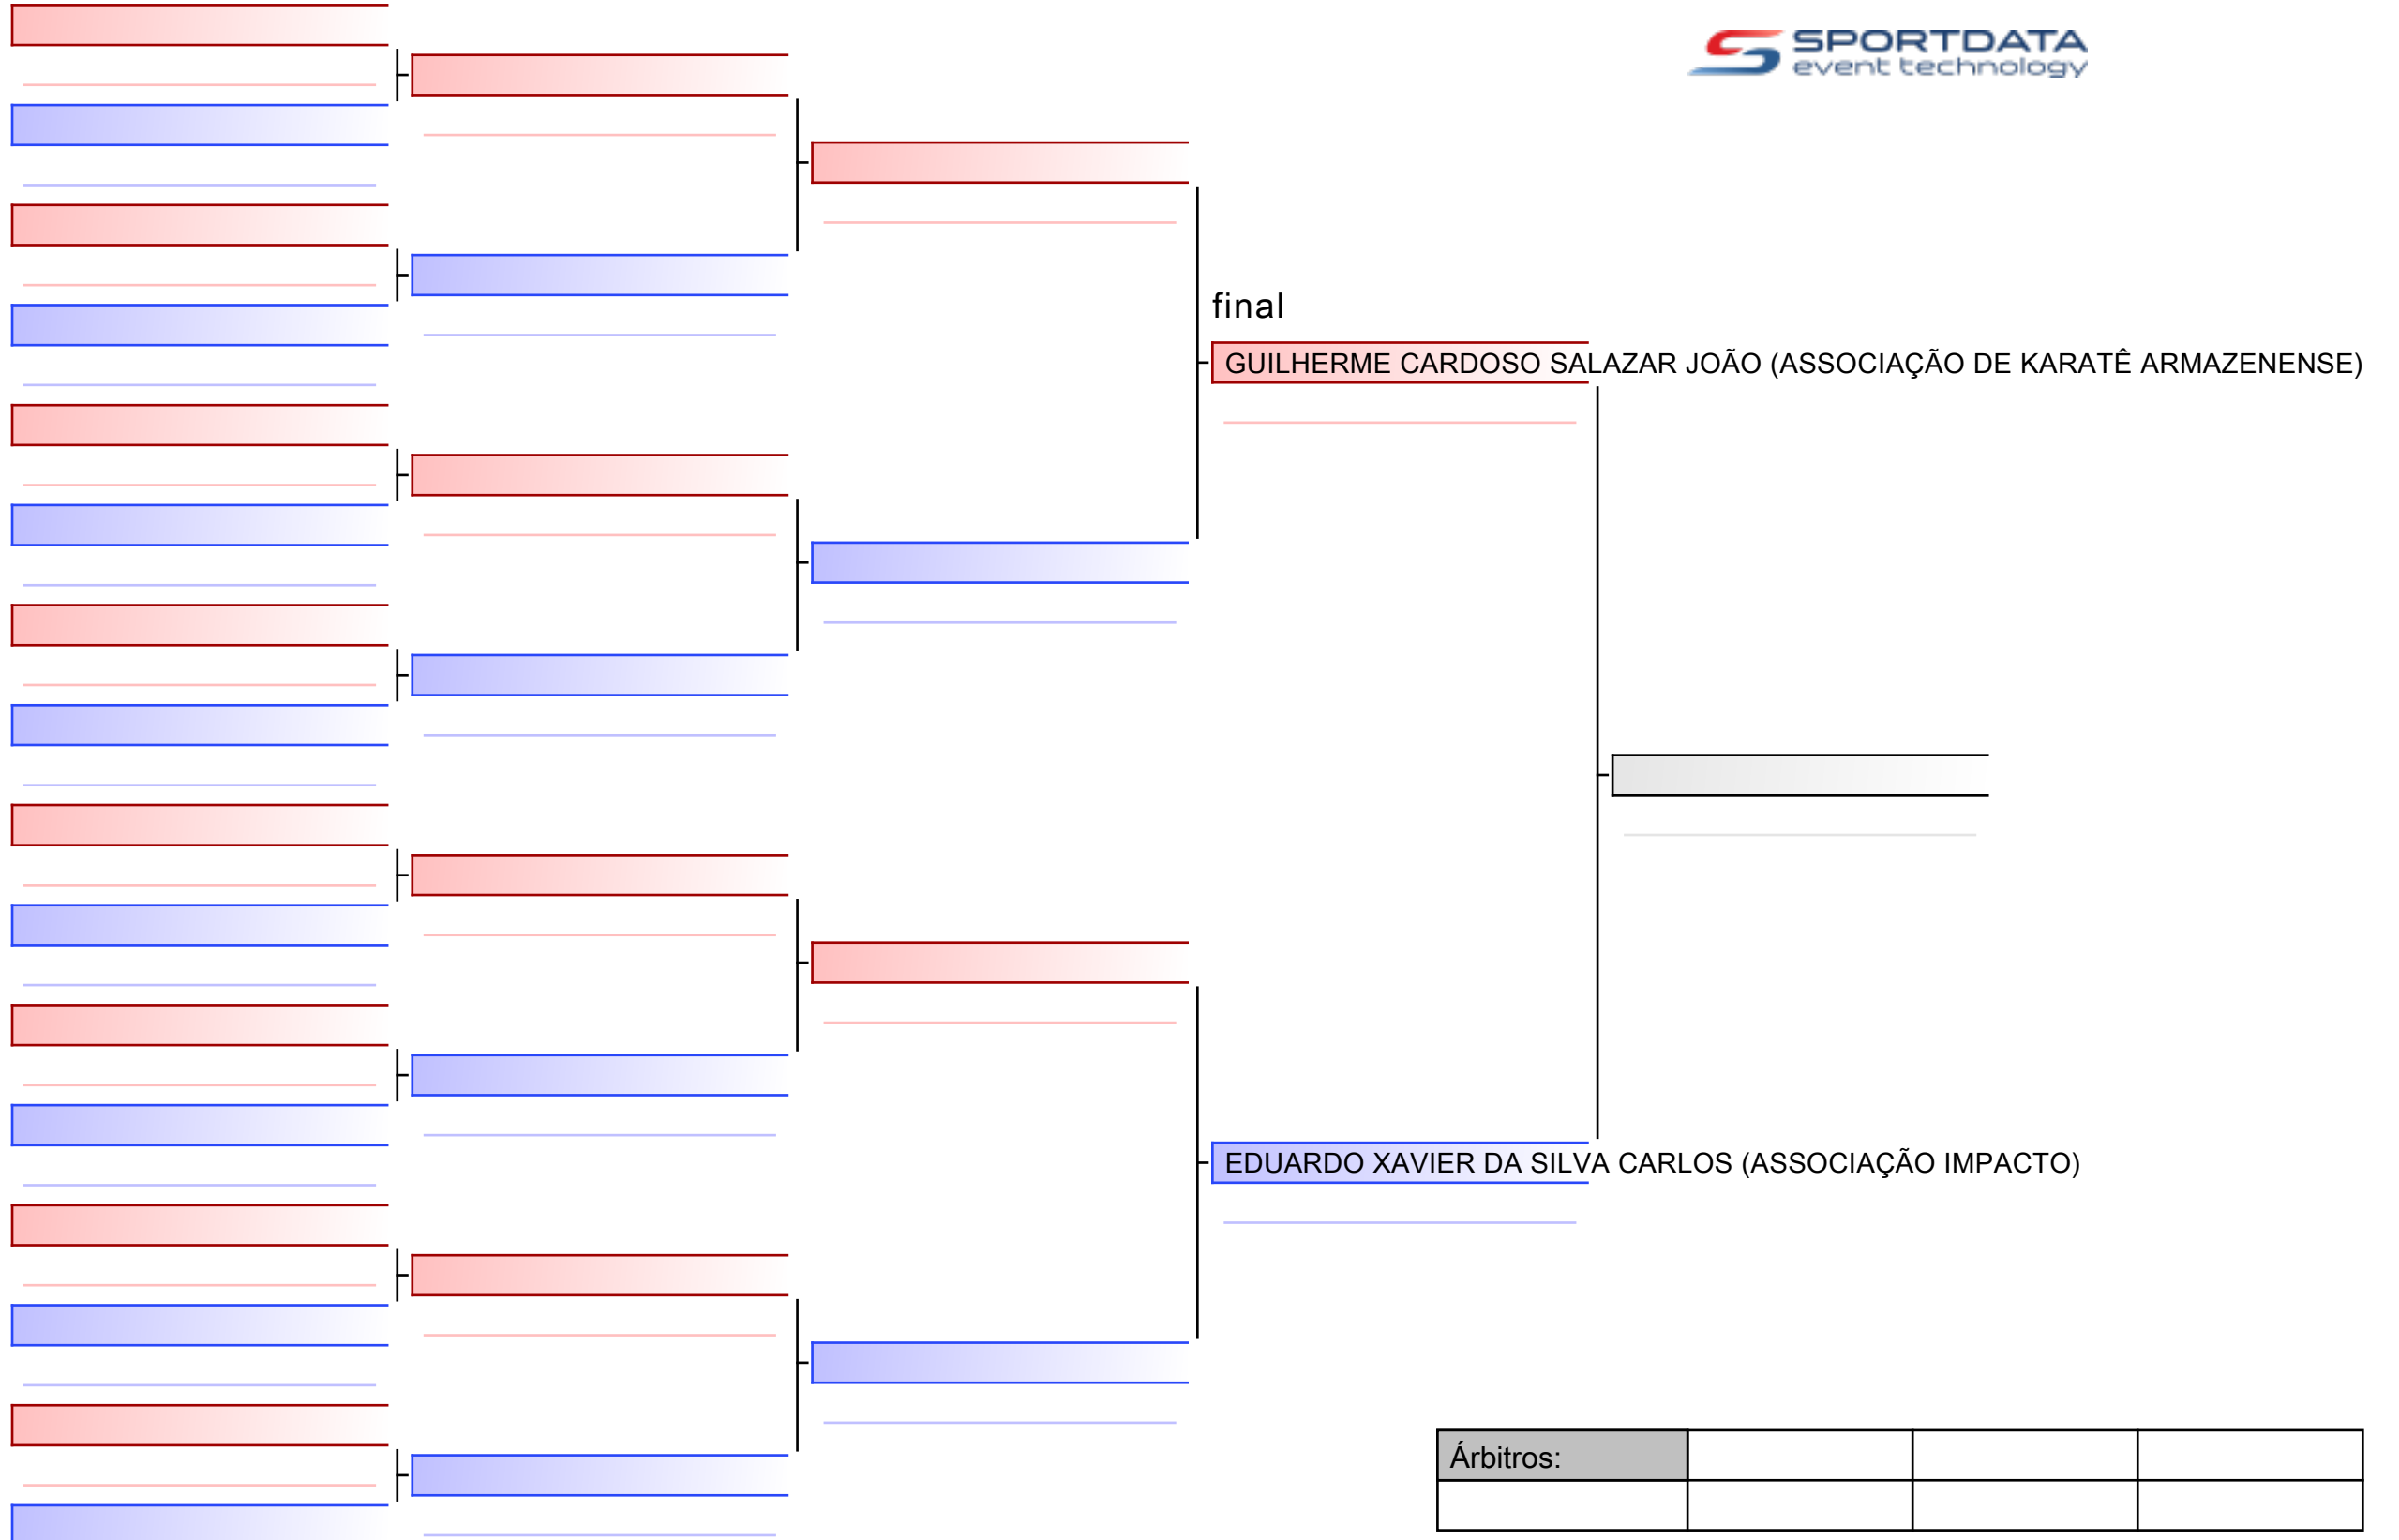 SPORTDATA
event technology
final
GUILHERME CARDOSO SALAZAR JOÃO (ASSOCIAÇÃO DE KARATÊ ARMAZENENSE)
EDUARDO XAVIER DA SILVA CARLOS (ASSOCIAÇÃO IMPACTO)
Árbitros: